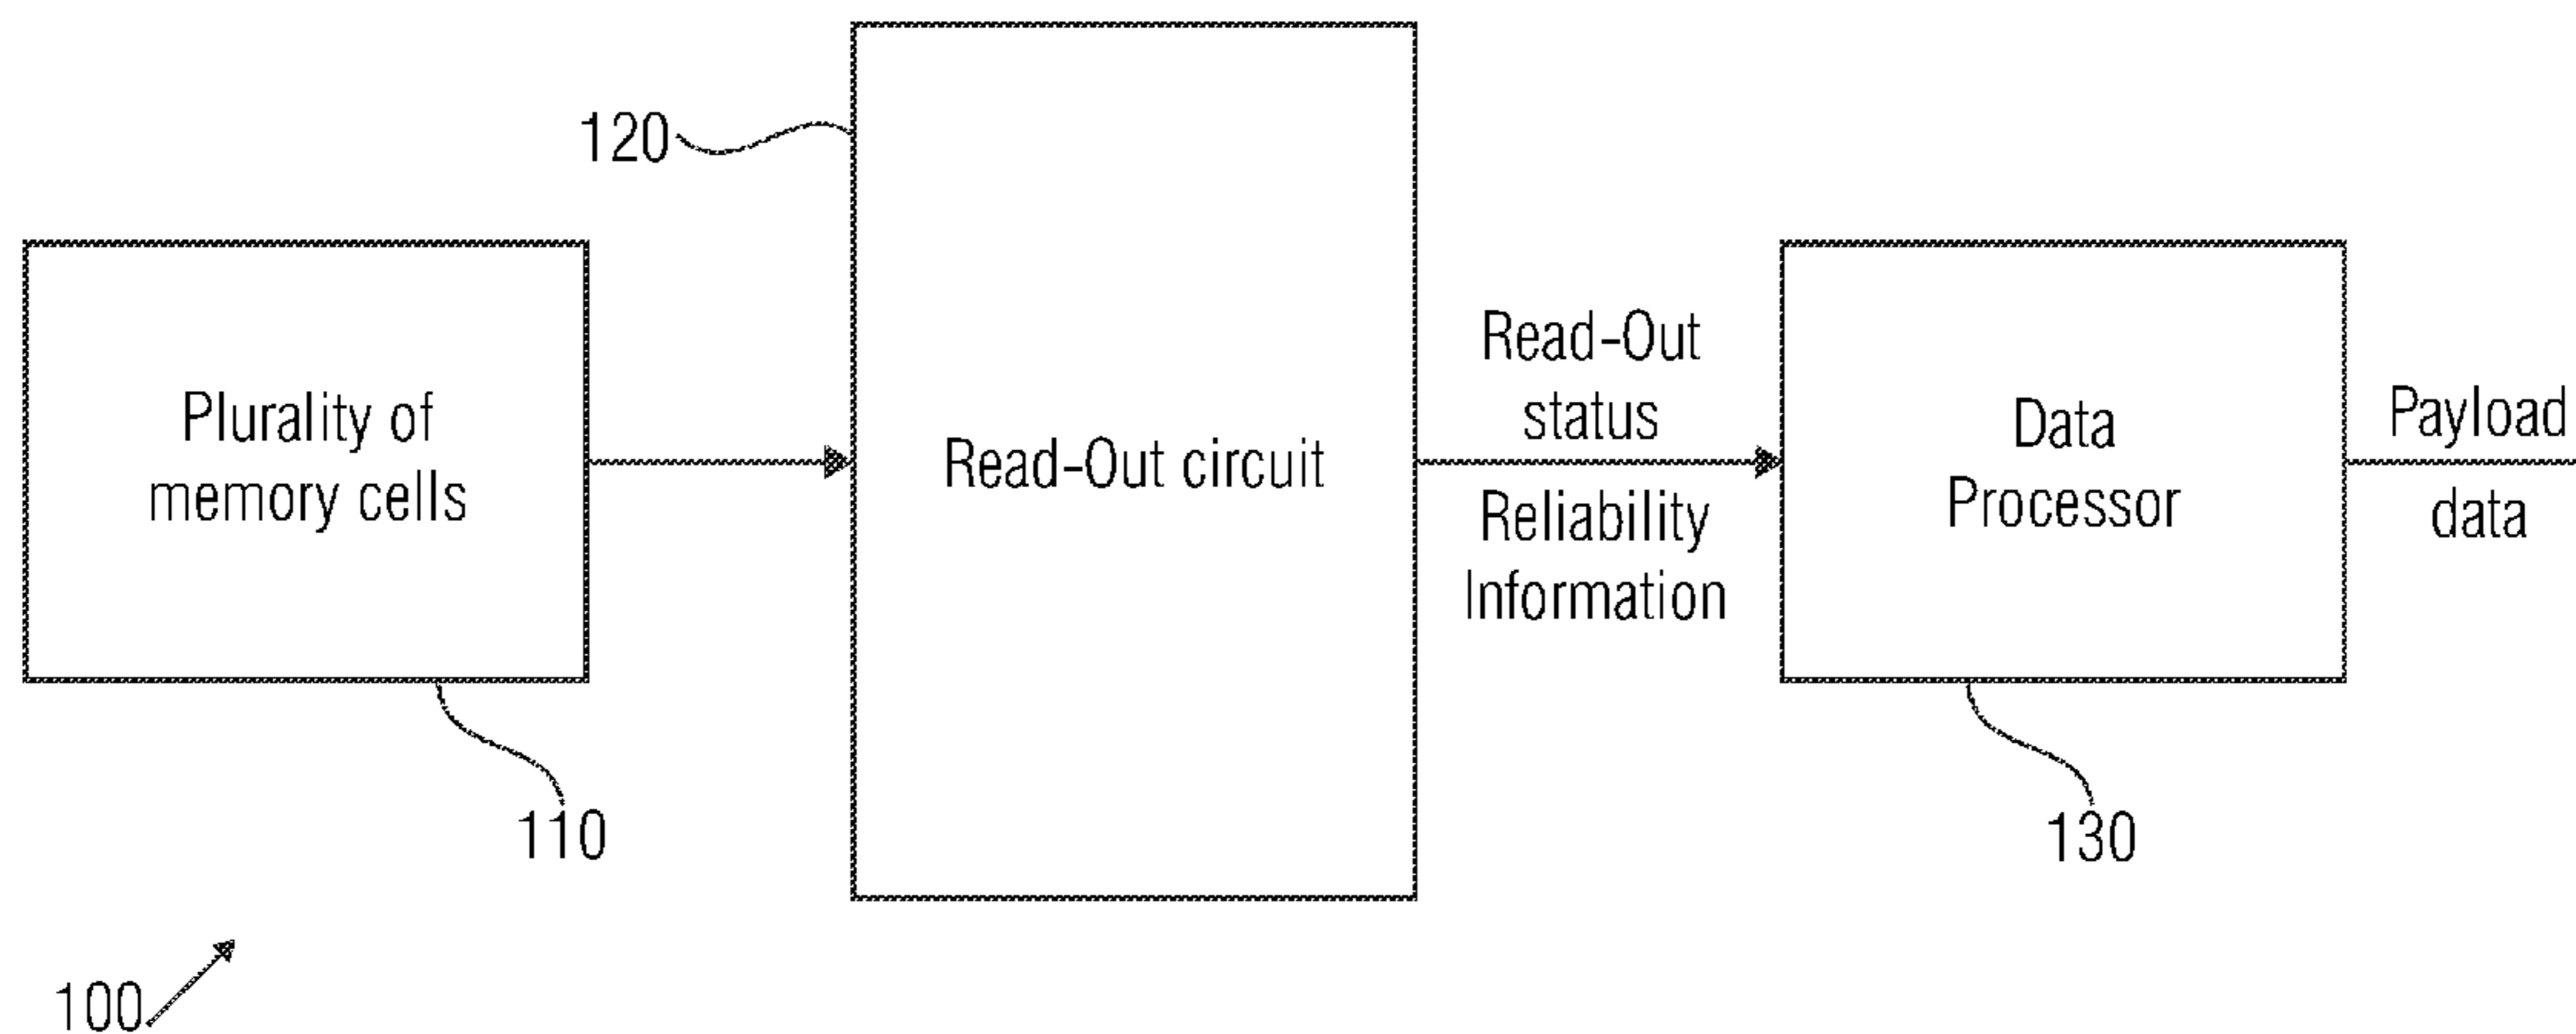 120
Plurality of
memory cells
Read-Out circuit
Read-Out
status
Reliability
Information
Data
Processor
Payload
data
110
130
100